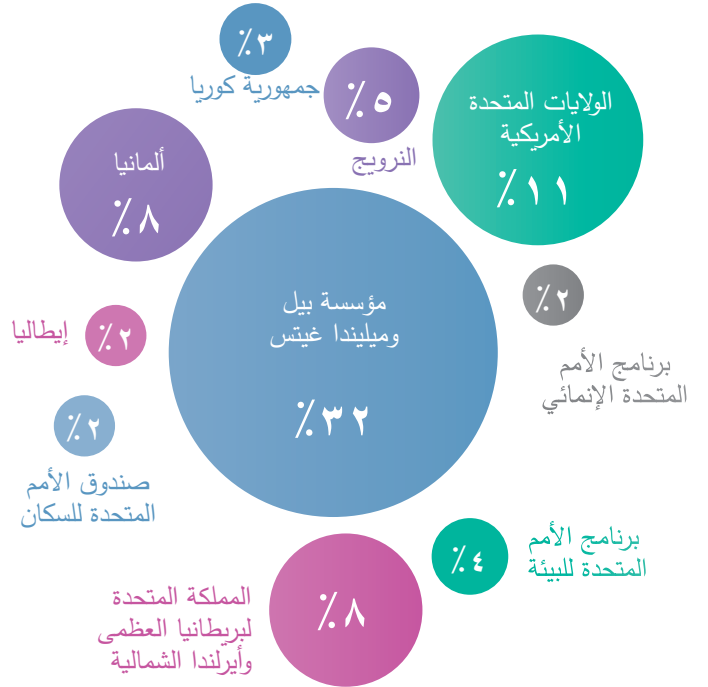 ٪٣
جمهورية كوريا
٪٥
النرويج
الولايات المتحدة
الأمريكية
٪١١
ألمانيا
٪٨
مؤسسة بيل
وميليندا غيتس
٪٣٢
٪٢
برنامج الأمم
المتحدة الإنمائي
إيطاليا
٪٢
٪٢
صندوق الأمم
المتحدة للسكان
برنامج الأمم
المتحدة للبيئة
٪٤
المملكة المتحدة
لبريطانيا العظمى
وأيرلندا الشمالية
٪٨